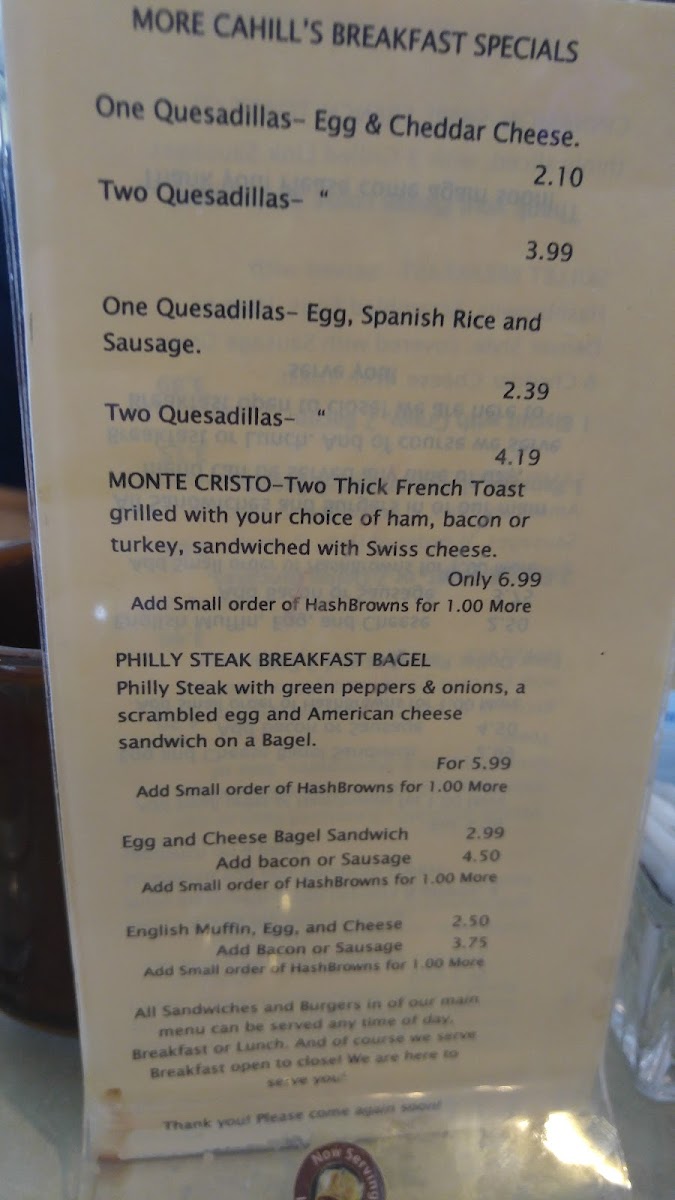 MORE CAHILL'S BREAKFAST SPECIALS
One Quesadillas- Egg & Cheddar Cheese.
2.10
Two Quesadillas- "
3.99
One Quesadillas- Egg, Spanish Rice and
Sausage.
2.39
Two Quesadillas- "
4.19
MONTE CRISTO-Two Thick French Toast
grilled with your choice of ham, bacon or
turkey, sandwiched with Swiss cheese.
Only 6.99
Add Small order of HashBrowns for 1.00 More
PHILLY STEAK BREAKFAST BAGEL
Philly Steak with green peppers & onions, a
scrambled egg and American cheese
sandwich on a Bagel.
For 5.99
Add Small order of HashBrowns for 1.00 More
Egg and Cheese Bagel Sandwich 2.99
Add bacon or Sausage 4.50
Add Small order of HashBrowns for 1.00 More
English Muffin, Egg, and Cheese 2.50
Add Bacon or Sausage 3.75
Add Small order of HashBrowns for 1.00 More
All Sandwiches and Burgers in of our main
menu can be served any time of day,
Breakfast or Lunch. And of course we serve
Breakfast open to close! We are here to
serve you!
Thank you! Please come again soon!
Now Serving